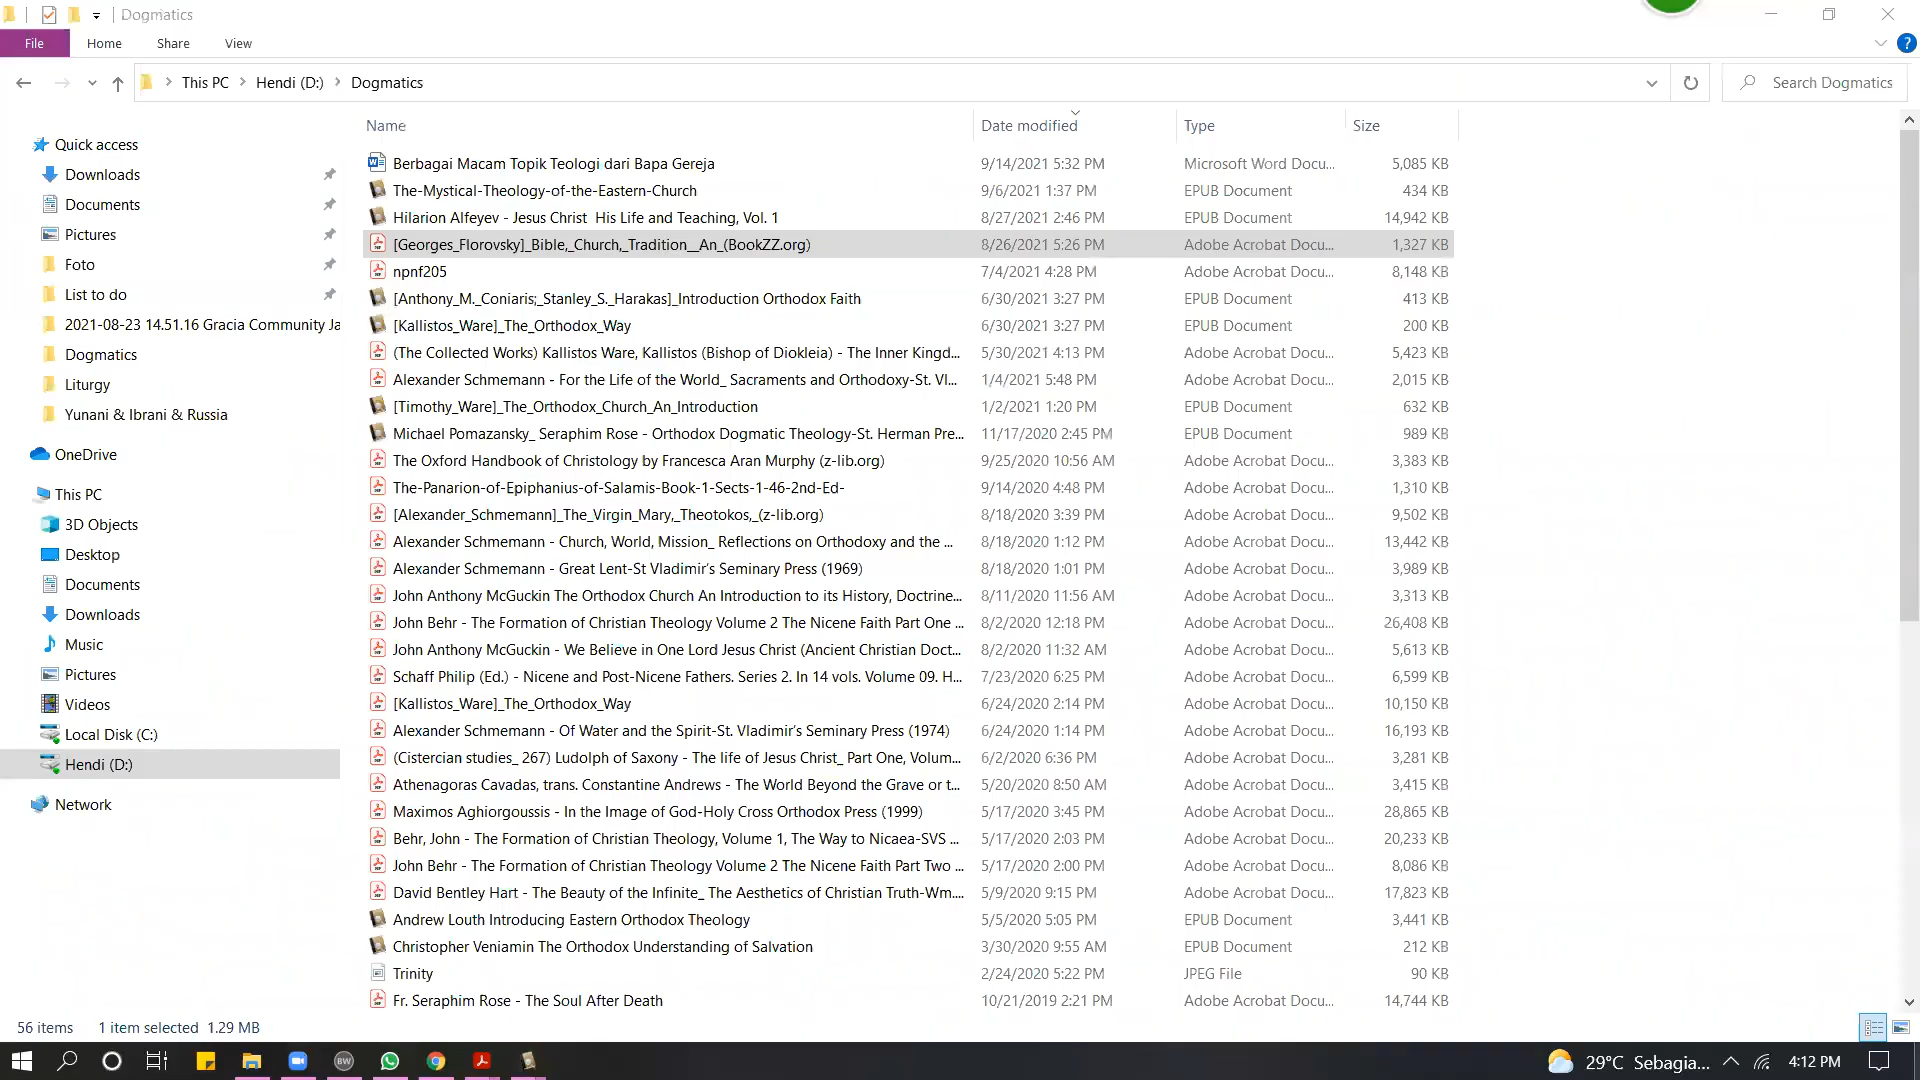 Dogmatics
File Home Share View
This PC Hendi (D:) Dogmatics Search Dogmatics
Name Date modified Type Size
Quick access
Downloads
Documents
Pictures
Foto
List to do
2021-08-23 14.51.16 Gracia Community Ja
Dogmatics
Liturgy
Yunani & Ibrani & Russia
OneDrive
This PC
3D Objects
Desktop
Documents
Downloads
Music
Pictures
Videos
Local Disk (C:)
Hendi (D:)
Network
Berbagai Macam Topik Teologi dari Bapa Gereja 9/14/2021 5:32 PM Microsoft Word Docu... 5,085 KB
The-Mystical-Theology-of-the-Eastern-Church 9/6/2021 1:37 PM EPUB Document 434 KB
Hilarion Alfeyev - Jesus Christ  His Life and Teaching, Vol. 1 8/27/2021 2:46 PM EPUB Document 14,942 KB
[Georges_Florovsky]_Bible,_Church,_Tradition__An_(BookZZ.org) 8/26/2021 5:26 PM Adobe Acrobat Docu... 1,327 KB
npnf205 7/4/2021 4:28 PM Adobe Acrobat Docu... 8,148 KB
[Anthony_M._Coniaris;_Stanley_S._Harakas]_Introduction Orthodox Faith 6/30/2021 3:27 PM EPUB Document 413 KB
[Kallistos_Ware]_The_Orthodox_Way 6/30/2021 3:27 PM EPUB Document 200 KB
(The Collected Works) Kallistos Ware, Kallistos (Bishop of Diokleia) - The Inner Kingd... 5/30/2021 4:13 PM Adobe Acrobat Docu... 5,423 KB
Alexander Schmemann - For the Life of the World_ Sacraments and Orthodoxy-St. Vl... 1/4/2021 5:48 PM Adobe Acrobat Docu... 2,015 KB
[Timothy_Ware]_The_Orthodox_Church_An_Introduction 1/2/2021 1:20 PM EPUB Document 632 KB
Michael Pomazansky_ Seraphim Rose - Orthodox Dogmatic Theology-St. Herman Pre... 11/17/2020 2:45 PM EPUB Document 989 KB
The Oxford Handbook of Christology by Francesca Aran Murphy (z-lib.org) 9/25/2020 10:56 AM Adobe Acrobat Docu... 3,383 KB
The-Panarion-of-Epiphanius-of-Salamis-Book-1-Sects-1-46-2nd-Ed- 9/14/2020 4:48 PM Adobe Acrobat Docu... 1,310 KB
[Alexander_Schmemann]_The_Virgin_Mary,_Theotokos,_(z-lib.org) 8/18/2020 3:39 PM Adobe Acrobat Docu... 9,502 KB
Alexander Schmemann - Church, World, Mission_ Reflections on Orthodoxy and the ... 8/18/2020 1:12 PM Adobe Acrobat Docu... 13,442 KB
Alexander Schmemann - Great Lent-St Vladimir's Seminary Press (1969) 8/18/2020 1:01 PM Adobe Acrobat Docu... 3,989 KB
John Anthony McGuckin The Orthodox Church An Introduction to its History, Doctrine... 8/11/2020 11:56 AM Adobe Acrobat Docu... 3,313 KB
John Behr - The Formation of Christian Theology Volume 2 The Nicene Faith Part One ... 8/2/2020 12:18 PM Adobe Acrobat Docu... 26,408 KB
John Anthony McGuckin - We Believe in One Lord Jesus Christ (Ancient Christian Doct... 8/2/2020 11:32 AM Adobe Acrobat Docu... 5,613 KB
Schaff Philip (Ed.) - Nicene and Post-Nicene Fathers. Series 2. In 14 vols. Volume 09. H... 7/23/2020 6:25 PM Adobe Acrobat Docu... 6,599 KB
[Kallistos_Ware]_The_Orthodox_Way 6/24/2020 2:14 PM Adobe Acrobat Docu... 10,150 KB
Alexander Schmemann - Of Water and the Spirit-St. Vladimir's Seminary Press (1974) 6/24/2020 1:14 PM Adobe Acrobat Docu... 16,193 KB
(Cistercian studies_ 267) Ludolph of Saxony - The life of Jesus Christ_ Part One, Volum... 6/2/2020 6:36 PM Adobe Acrobat Docu... 3,281 KB
Athenagoras Cavadas, trans. Constantine Andrews - The World Beyond the Grave or t... 5/20/2020 8:50 AM Adobe Acrobat Docu... 3,415 KB
Maximos Aghiorgoussis - In the Image of God-Holy Cross Orthodox Press (1999) 5/17/2020 3:45 PM Adobe Acrobat Docu... 28,865 KB
Behr, John - The Formation of Christian Theology, Volume 1, The Way to Nicaea-SVS ... 5/17/2020 2:03 PM Adobe Acrobat Docu... 20,233 KB
John Behr - The Formation of Christian Theology Volume 2 The Nicene Faith Part Two ... 5/17/2020 2:00 PM Adobe Acrobat Docu... 8,086 KB
David Bentley Hart - The Beauty of the Infinite_ The Aesthetics of Christian Truth-Wm.... 5/9/2020 9:15 PM Adobe Acrobat Docu... 17,823 KB
Andrew Louth Introducing Eastern Orthodox Theology 5/5/2020 5:05 PM EPUB Document 3,441 KB
Christopher Veniamin The Orthodox Understanding of Salvation 3/30/2020 9:55 AM EPUB Document 212 KB
Trinity 2/24/2020 5:22 PM JPEG File 90 KB
Fr. Seraphim Rose - The Soul After Death 10/21/2019 2:21 PM Adobe Acrobat Docu... 14,744 KB
56 items 1 item selected 1.29 MB
BW 29°C Sebagia... 4:12 PM